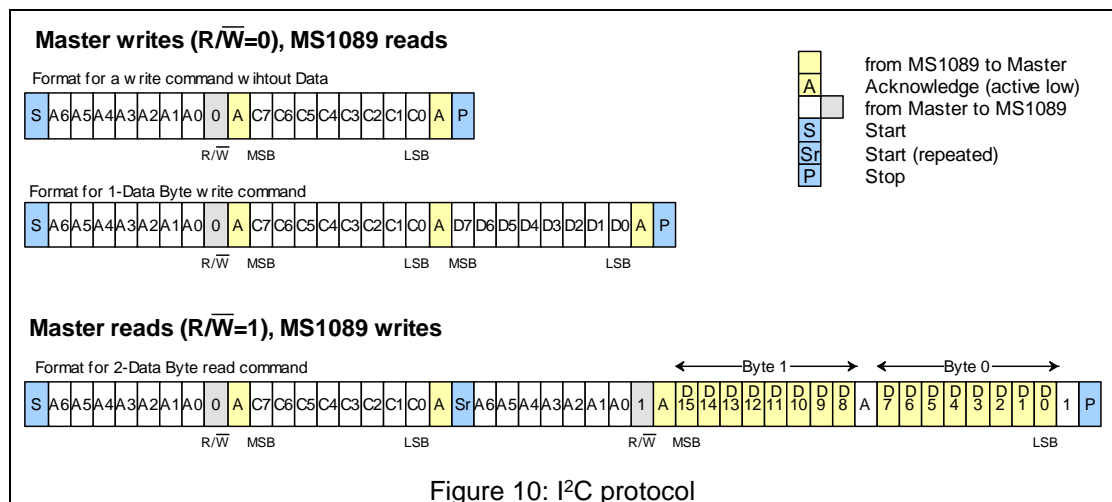 Master writes (R/W̅=0), MS1089 reads
from MS1089 to Master
A Acknowledge (active low)
from Master to MS1089
S Start
Sr Start (repeated)
P Stop
Format for a write command wihtout Data
S A6 A5 A4 A3 A2 A1 A0 0 A C7 C6 C5 C4 C3 C2 C1 C0 A P
R/W̅ MSB LSB
Format for 1-Data Byte write command
S A6 A5 A4 A3 A2 A1 A0 0 A C7 C6 C5 C4 C3 C2 C1 C0 A D7 D6 D5 D4 D3 D2 D1 D0 A P
R/W̅ MSB LSB MSB LSB
Master reads (R/W̅=1), MS1089 writes
Format for 2-Data Byte read command
Byte 1 Byte 0
S A6 A5 A4 A3 A2 A1 A0 0 A C7 C6 C5 C4 C3 C2 C1 C0 A Sr A6 A5 A4 A3 A2 A1 A0 1 A D15 D14 D13 D12 D11 D10 D9 D8 A D7 D6 D5 D4 D3 D2 D1 D0 1 P
R/W̅ MSB LSB R/W̅ MSB LSB
Figure 10: I²C protocol